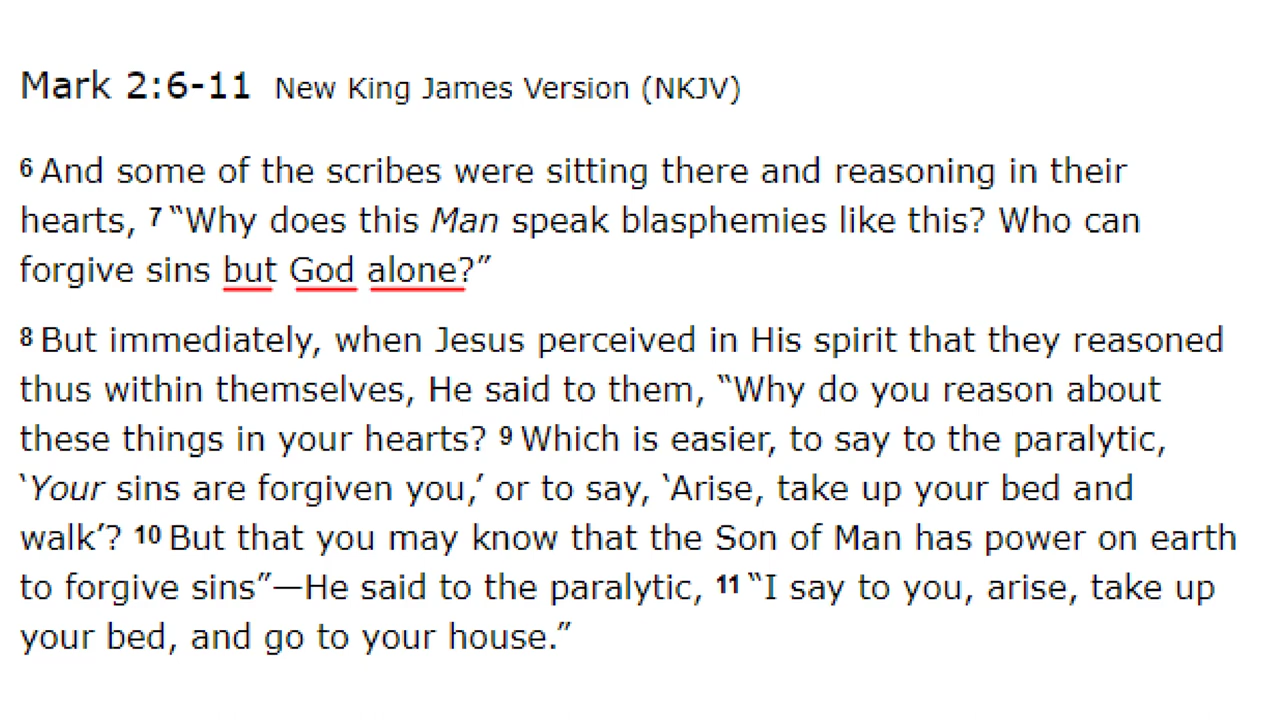 Mark 2:6-11 New King James Version (NKJV)
6 And some of the scribes were sitting there and reasoning in their
hearts, 7 “Why does this Man speak blasphemies like this? Who can
forgive sins but God alone?”
8 But immediately, when Jesus perceived in His spirit that they reasoned
thus within themselves, He said to them, “Why do you reason about
these things in your hearts? 9 Which is easier, to say to the paralytic,
‘Your sins are forgiven you,’ or to say, ‘Arise, take up your bed and
walk’? 10 But that you may know that the Son of Man has power on earth
to forgive sins”—He said to the paralytic, 11 “I say to you, arise, take up
your bed, and go to your house.”